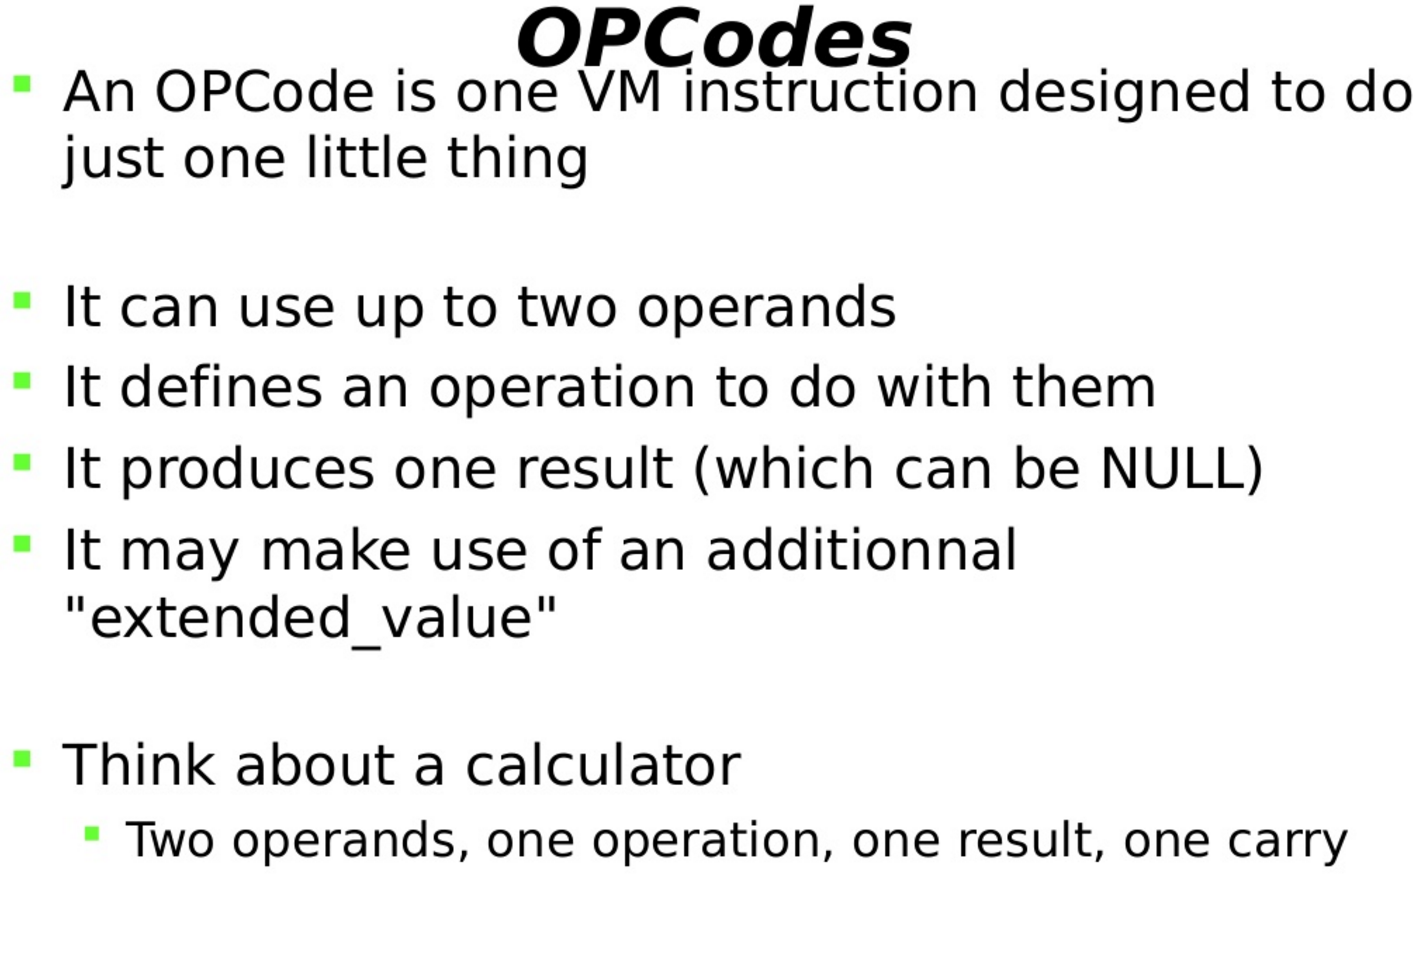 OPCodes
An OPCode is one VM instruction designed to do
just one little thing
It can use up to two operands
It defines an operation to do with them
It produces one result (which can be NULL)
It may make use of an additionnal
"extended_value"
Think about a calculator
Two operands, one operation, one result, one carry